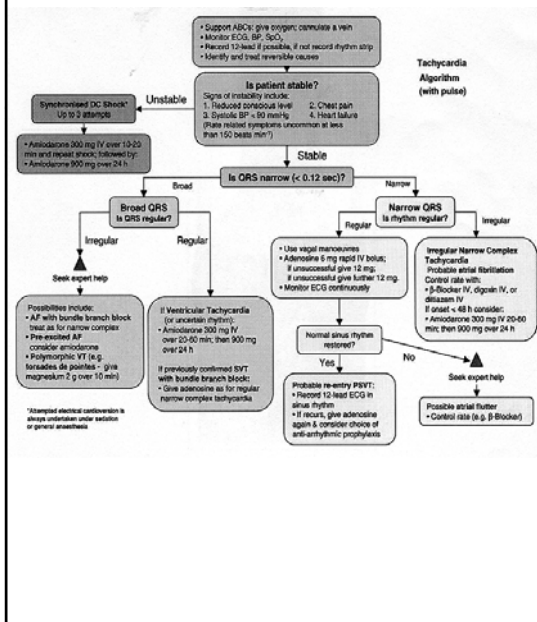 • Support ABCs: give oxygen; cannulate a vein
• Monitor ECG, BP, SpO₂
• Record 12-lead if possible, if not record rhythm strip
• Identify and treat reversible causes
Tachycardia
Algorithm
(with pulse)
Is patient stable?
Signs of instability include:
1. Reduced conscious level 2. Chest pain
3. Systolic BP < 90 mmHg 4. Heart failure
(Rate related symptoms uncommon at less
than 150 beats min⁻¹)
Unstable
Synchronised DC Shock*
Up to 3 attempts
• Amiodarone 300 mg IV over 10-20
min and repeat shock; followed by:
• Amiodarone 900 mg over 24 h
Stable
Is QRS narrow (< 0.12 sec)?
Broad
Narrow
Broad QRS
Is QRS regular?
Narrow QRS
Is rhythm regular?
Irregular
Regular
Regular
Irregular
Seek expert help
• Use vagal manoeuvres
• Adenosine 6 mg rapid IV bolus;
if unsuccessful give 12 mg;
if unsuccessful give further 12 mg.
• Monitor ECG continuously
Irregular Narrow Complex
Tachycardia
Probable atrial fibrillation
Control rate with:
• β-Blocker IV, digoxin IV, or
diltiazem IV
If onset < 48 h consider:
• Amiodarone 300 mg IV 20-60
min; then 900 mg over 24 h
Possibilities include:
• AF with bundle branch block
treat as for narrow complex
• Pre-excited AF
consider amiodarone
• Polymorphic VT (e.g.
torsades de pointes - give
magnesium 2 g over 10 min)
If Ventricular Tachycardia
(or uncertain rhythm):
• Amiodarone 300 mg IV
over 20-60 min; then 900 mg
over 24 h
If previously confirmed SVT
with bundle branch block:
• Give adenosine as for regular
narrow complex tachycardia
Normal sinus rhythm
restored?
Yes
No
Seek expert help
Probable re-entry PSVT:
• Record 12-lead ECG in
sinus rhythm
• If recurs, give adenosine
again & consider choice of
anti-arrhythmic prophylaxis
Possible atrial flutter
• Control rate (e.g. β-Blocker)
*Attempted electrical cardioversion is
always undertaken under sedation
or general anaesthesia